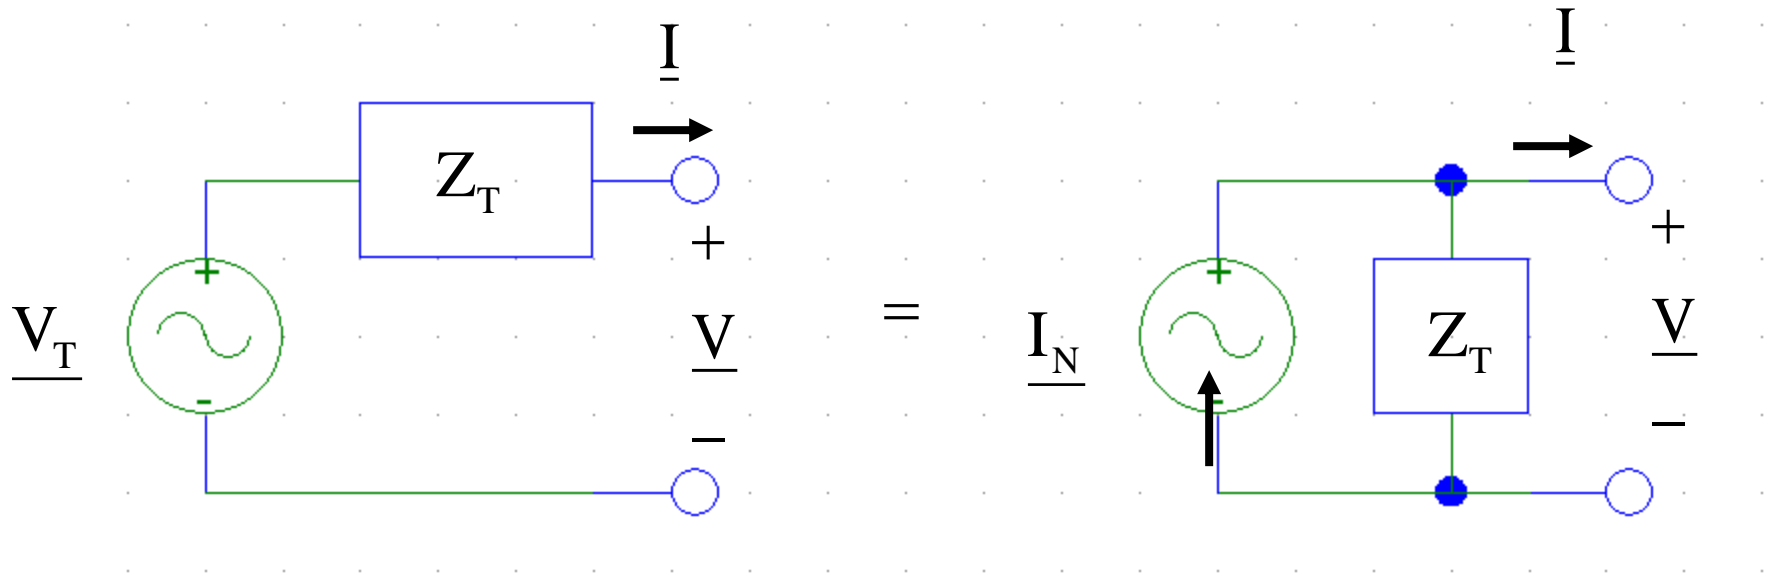 I
Z_T
+
-
V_T
+
V
−
=
I
I_N
+
-
Z_T
+
V
−